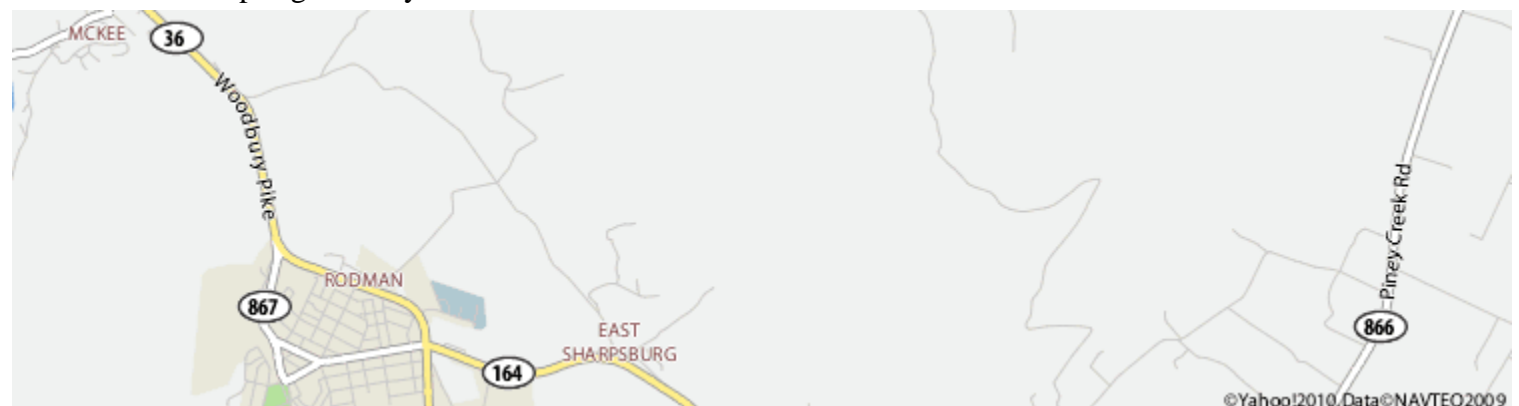 MCKEE
36
Woodbury Pike
RODMAN
867
164
EAST
SHARPSBURG
Piney Creek Rd
866
©Yahoo!2010, Data©NAVTEQ2009